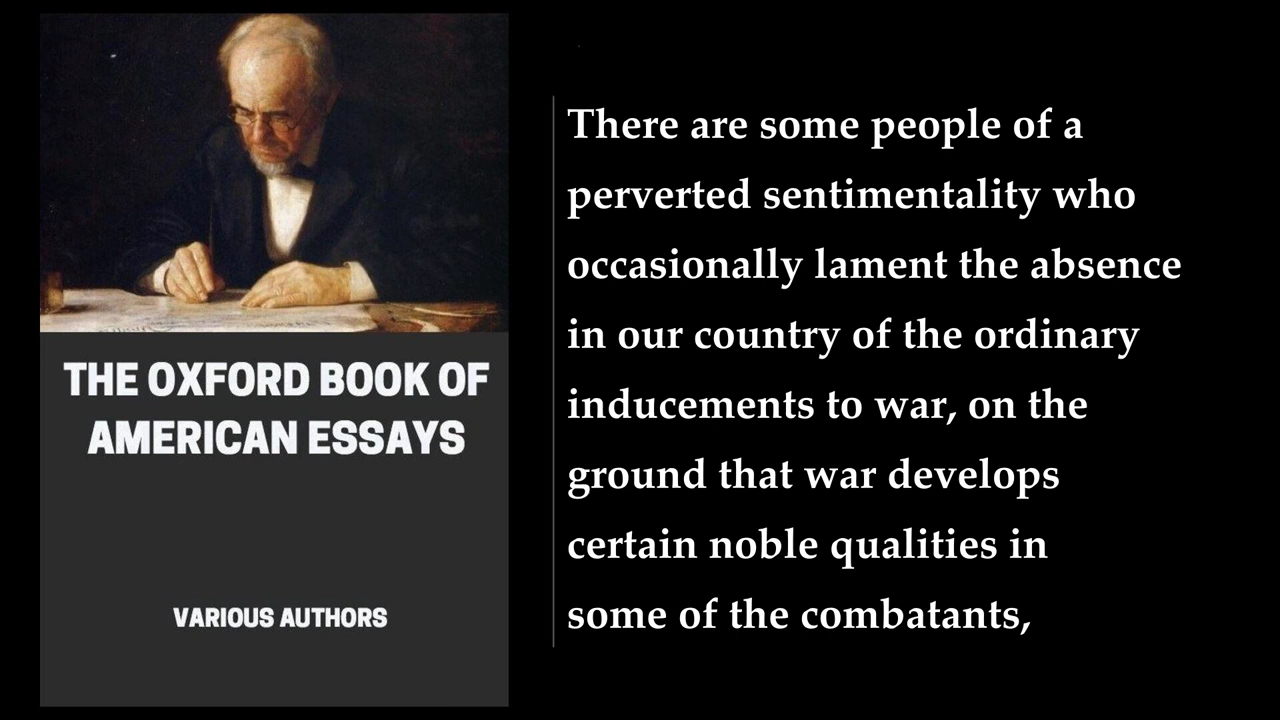 THE OXFORD BOOK OF
AMERICAN ESSAYS
VARIOUS AUTHORS
There are some people of a
perverted sentimentality who
occasionally lament the absence
in our country of the ordinary
inducements to war, on the
ground that war develops
certain noble qualities in
some of the combatants,